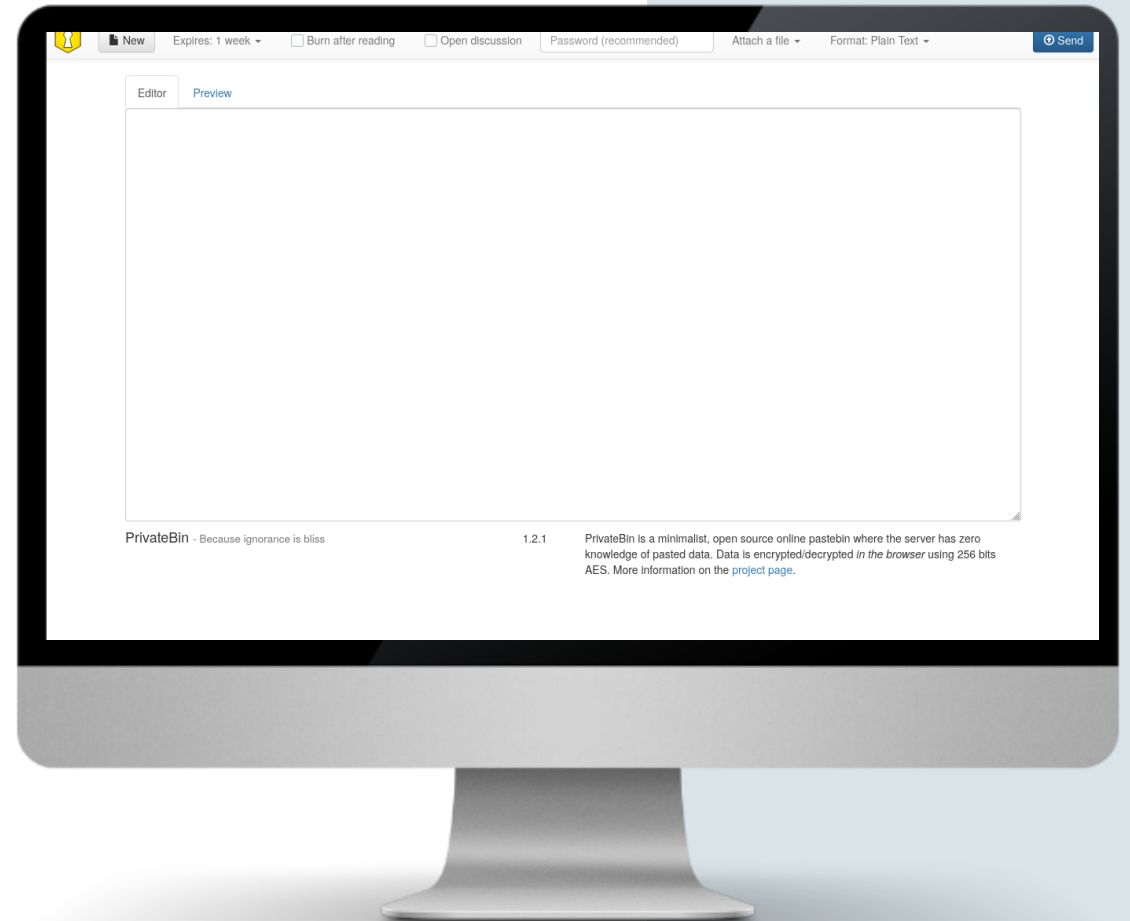 New Expires: 1 week Burn after reading Open discussion Password (recommended) Attach a file Format: Plain Text Send
Editor Preview
PrivateBin - Because ignorance is bliss 1.2.1 PrivateBin is a minimalist, open source online pastebin where the server has zero
knowledge of pasted data. Data is encrypted/decrypted in the browser using 256 bits
AES. More information on the project page.